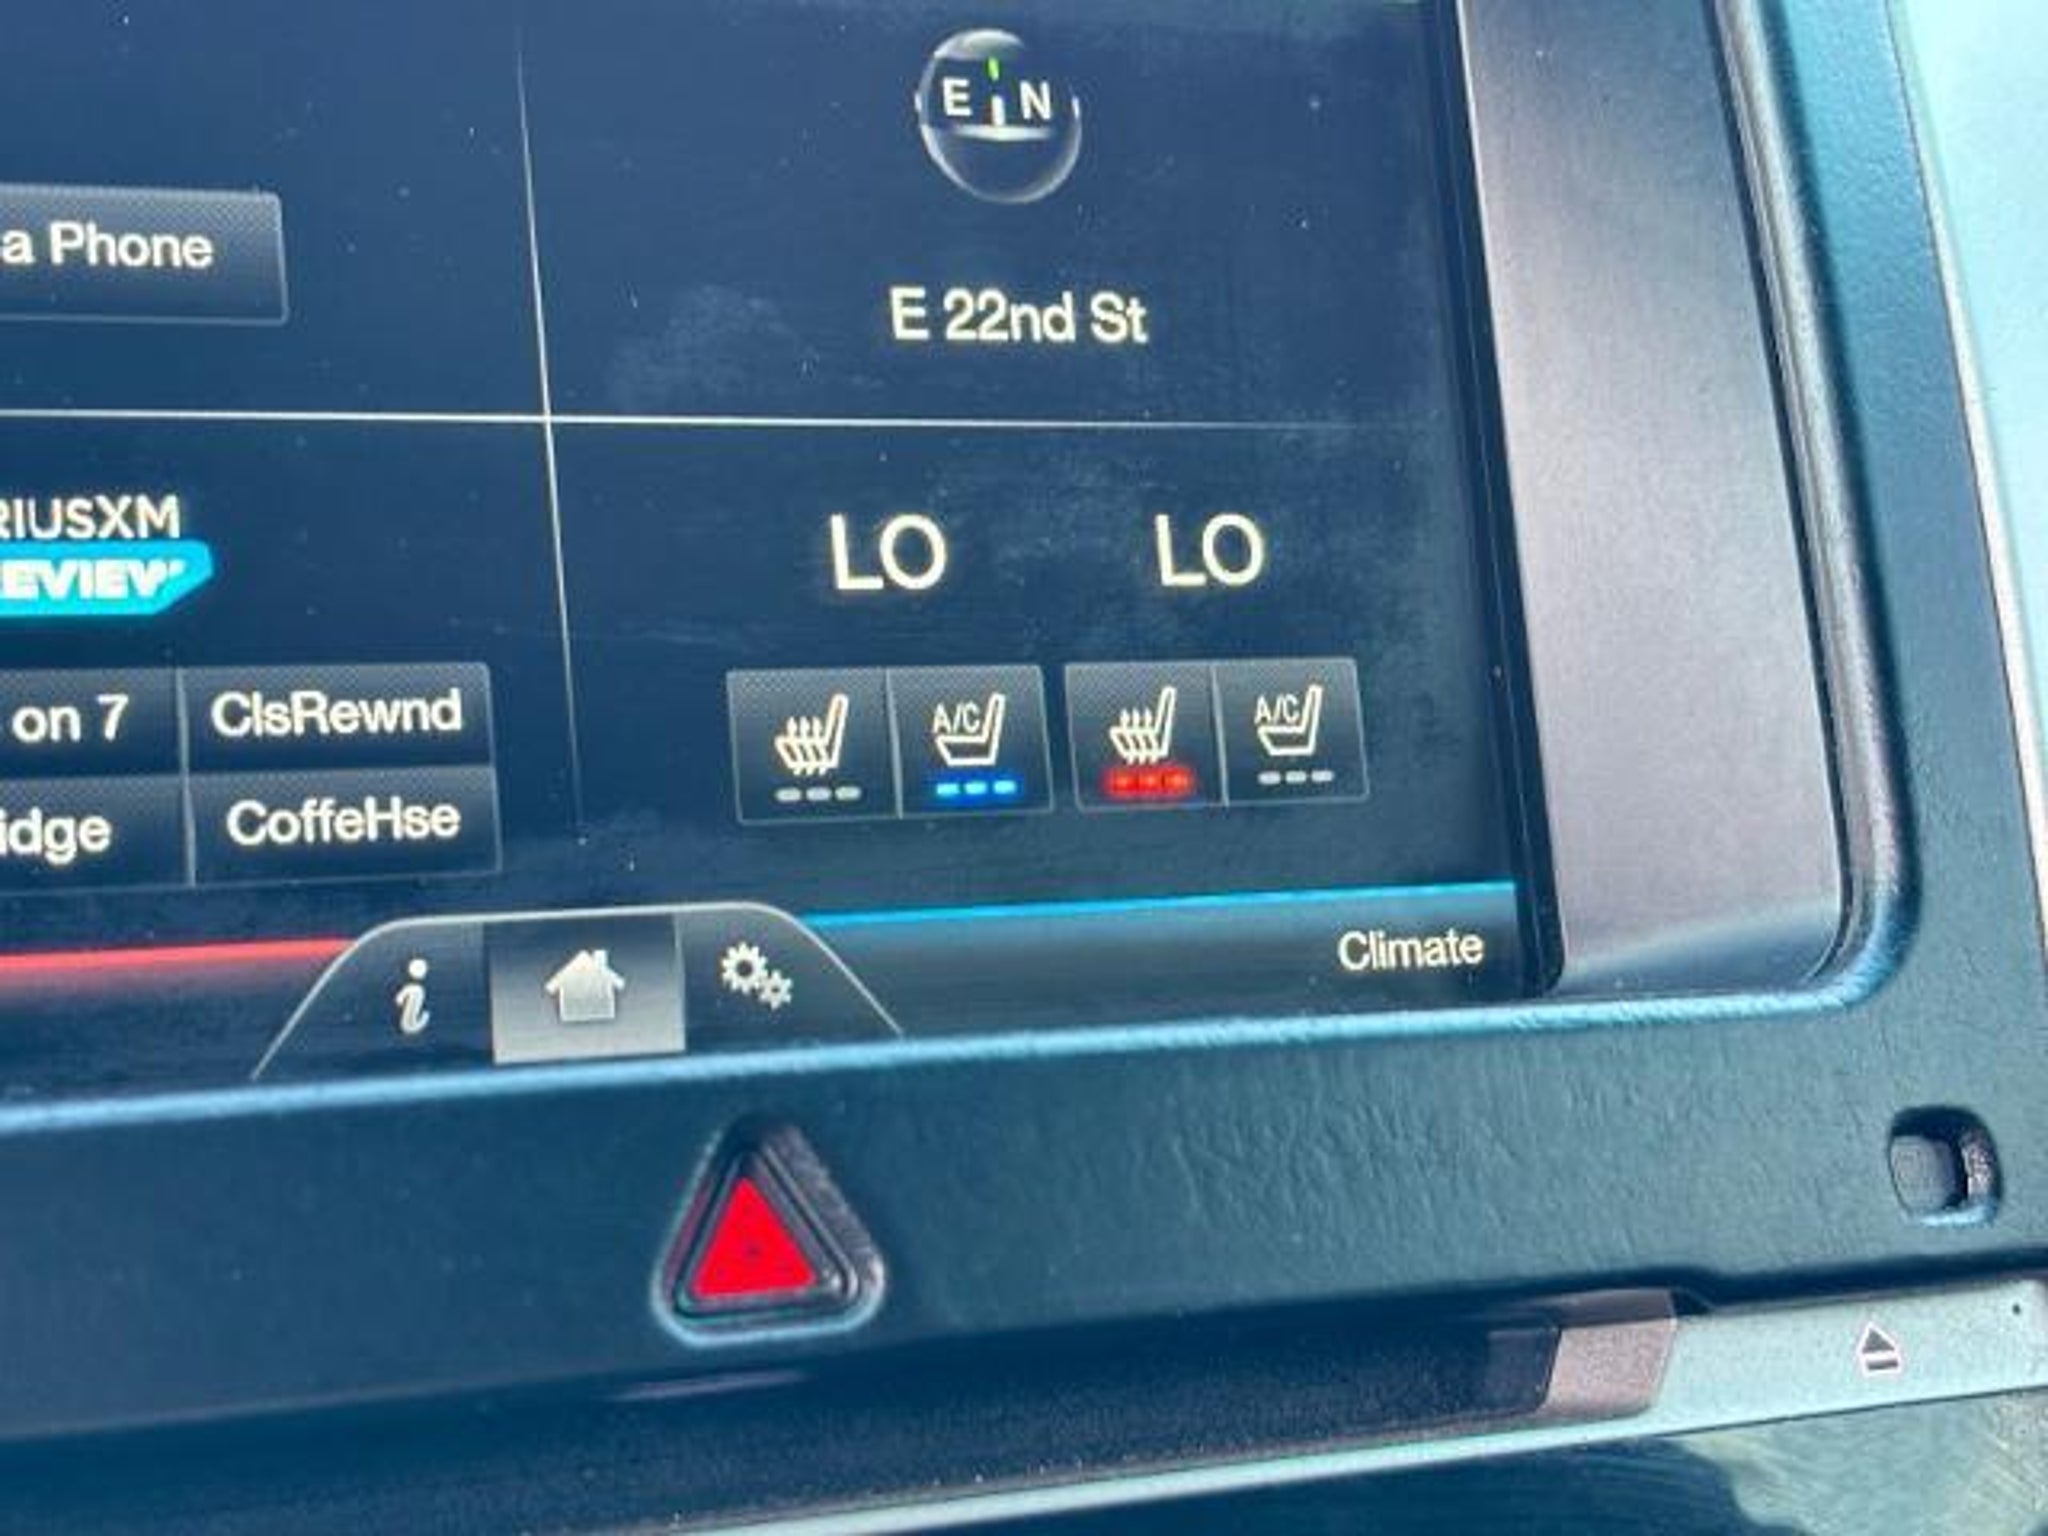 E N
a Phone
E 22nd St
RIUSXM
EVIEW
LO LO
on 7 ClsRewnd
A/C A/C
idge CoffeHse
i
Climate